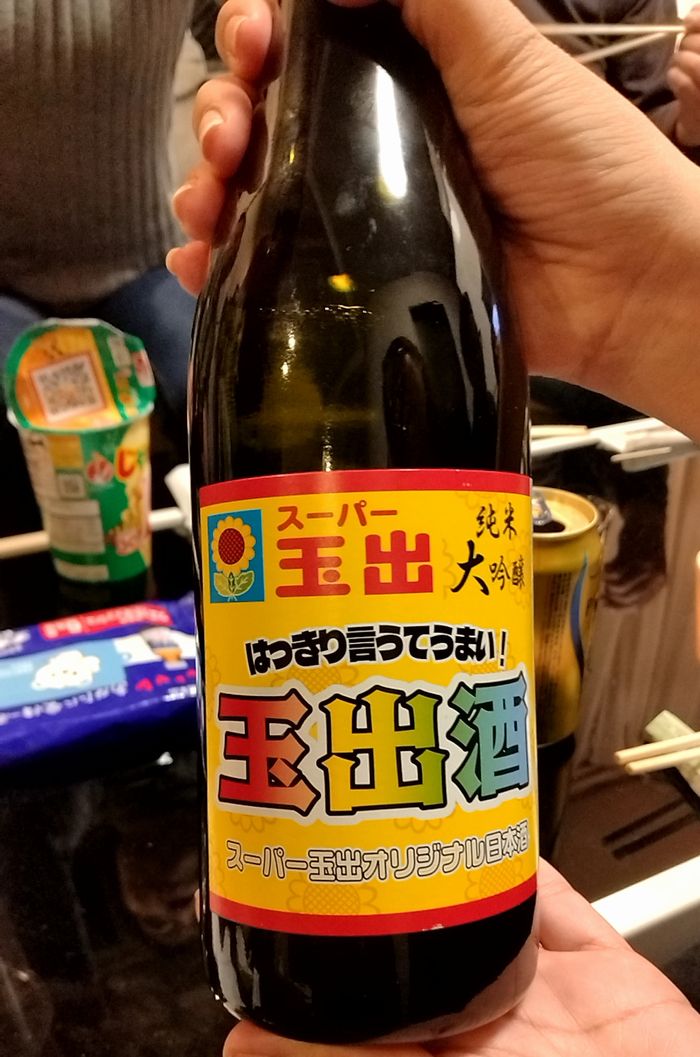 スーパー
玉出
純米
大吟醸
はっきり言うてうまい!
玉出酒
スーパー玉出オリジナル日本酒